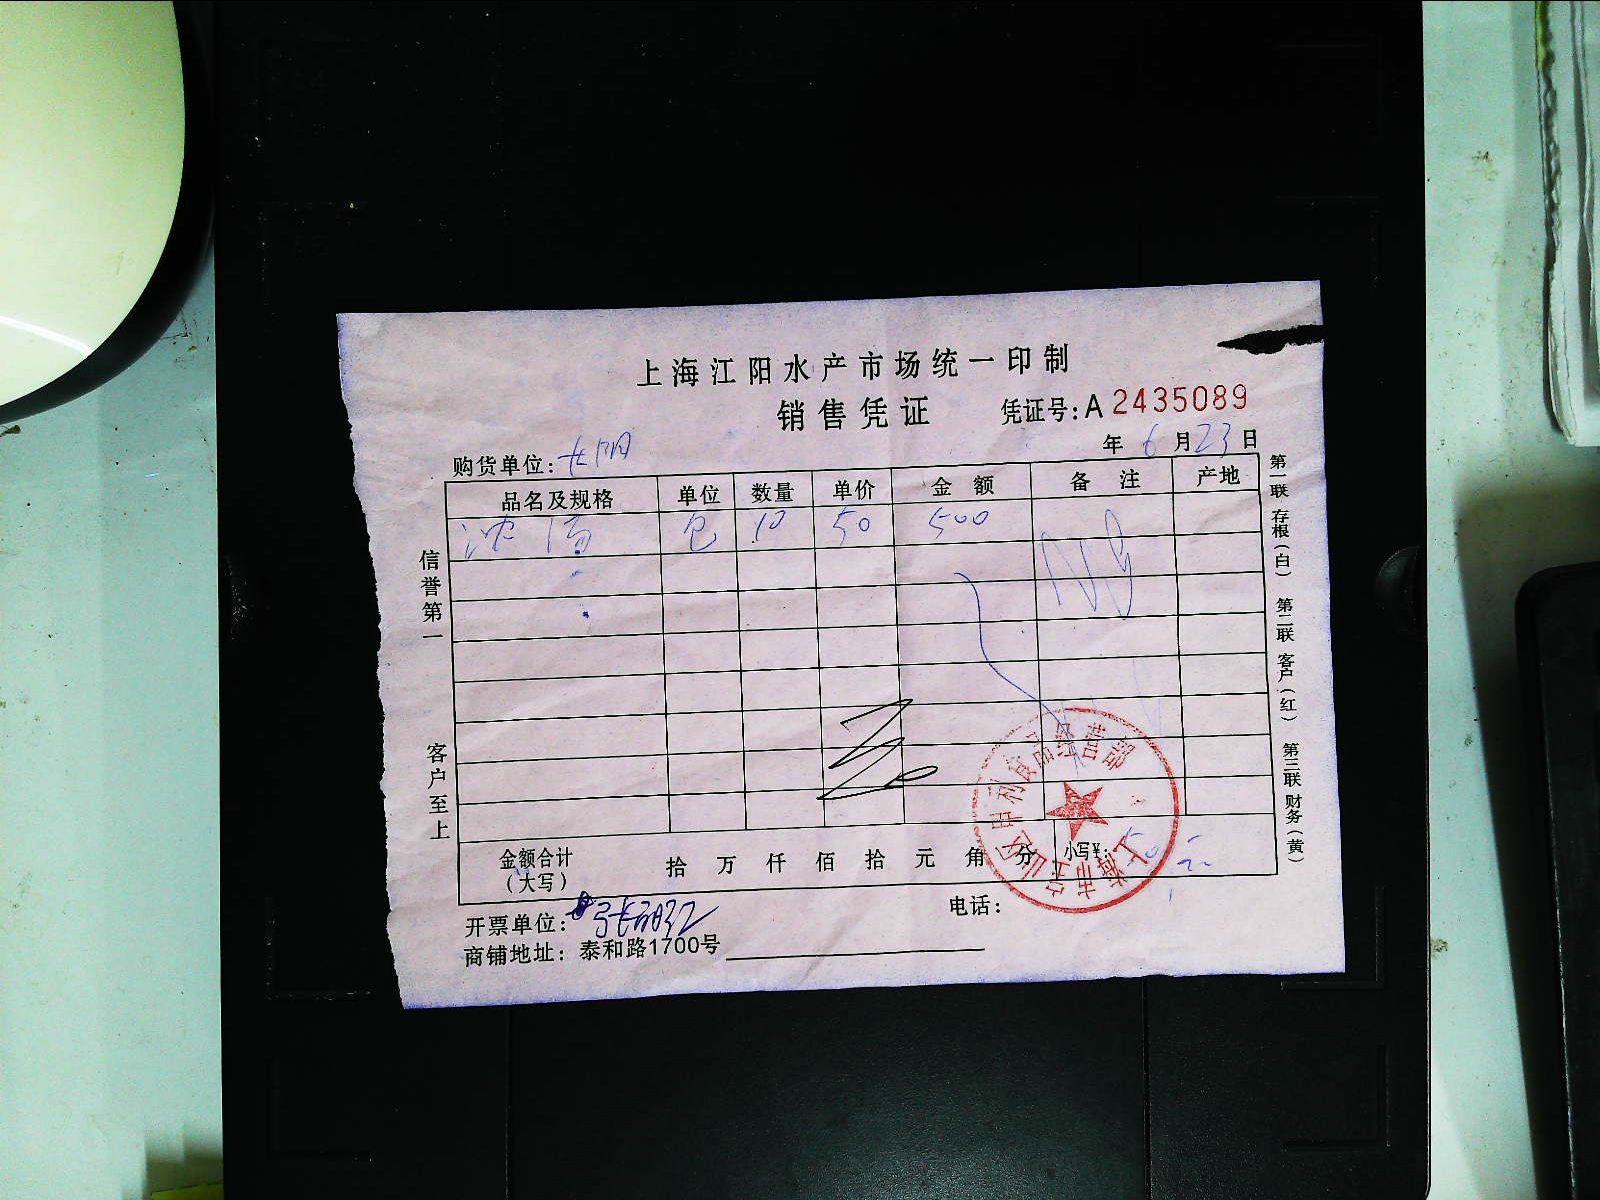 上海江阳水产市场统一印制
销售凭证 凭证号:A 2435089
年 6 月 23 日
购货单位:长阳
品名及规格 单位 数量 单价 金额 备注 产地
浓汤 包 10 50 500
信誉第一
客户至上
金额合计(大写) 拾 万 仟 佰 拾 元 角 分 小写¥:
开票单位:
电话:
商铺地址:泰和路1700号
第一联 存根(白) 第二联 客户(红) 第三联 财务(黄)